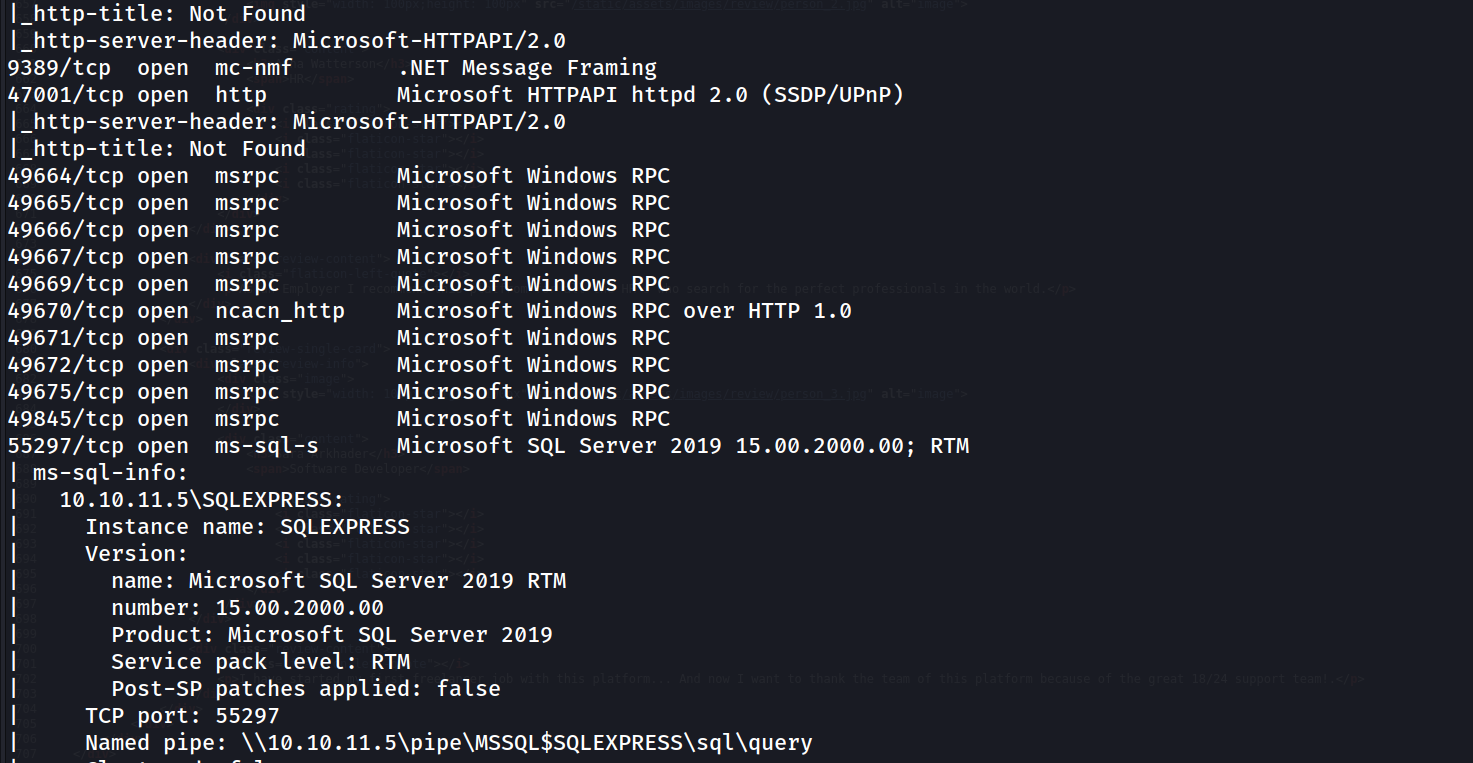 |_http-title: Not Found
|_http-server-header: Microsoft-HTTPAPI/2.0
9389/tcp  open  mc-nmf        .NET Message Framing
47001/tcp open  http          Microsoft HTTPAPI httpd 2.0 (SSDP/UPnP)
|_http-server-header: Microsoft-HTTPAPI/2.0
|_http-title: Not Found
49664/tcp open  msrpc         Microsoft Windows RPC
49665/tcp open  msrpc         Microsoft Windows RPC
49666/tcp open  msrpc         Microsoft Windows RPC
49667/tcp open  msrpc         Microsoft Windows RPC
49669/tcp open  msrpc         Microsoft Windows RPC
49670/tcp open  ncacn_http    Microsoft Windows RPC over HTTP 1.0
49671/tcp open  msrpc         Microsoft Windows RPC
49672/tcp open  msrpc         Microsoft Windows RPC
49675/tcp open  msrpc         Microsoft Windows RPC
49845/tcp open  msrpc         Microsoft Windows RPC
55297/tcp open  ms-sql-s      Microsoft SQL Server 2019 15.00.2000.00; RTM
| ms-sql-info:
|   10.10.11.5\SQLEXPRESS:
|     Instance name: SQLEXPRESS
|     Version:
|       name: Microsoft SQL Server 2019 RTM
|       number: 15.00.2000.00
|       Product: Microsoft SQL Server 2019
|       Service pack level: RTM
|       Post-SP patches applied: false
|     TCP port: 55297
|     Named pipe: \\10.10.11.5\pipe\MSSQL$SQLEXPRESS\sql\query